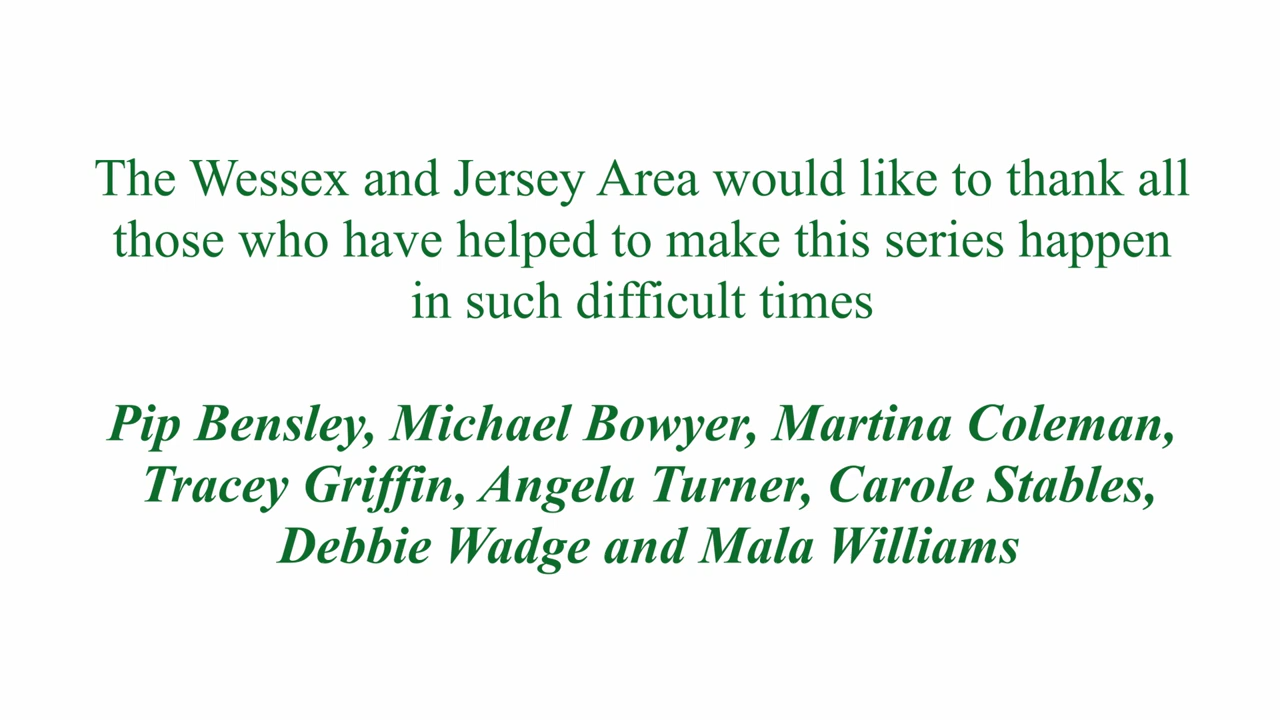 The Wessex and Jersey Area would like to thank all
those who have helped to make this series happen
in such difficult times
Pip Bensley, Michael Bowyer, Martina Coleman,
Tracey Griffin, Angela Turner, Carole Stables,
Debbie Wadge and Mala Williams